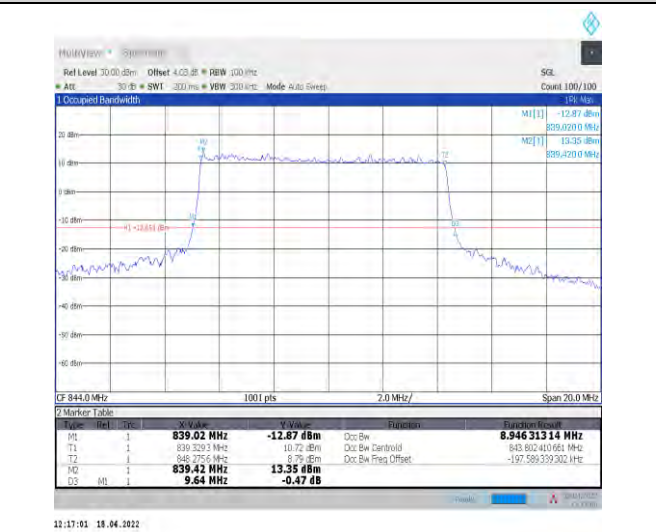 MultiView Spectrum
Ref Level 30.00 dBm Offset 4.03 dB RBW 100 kHz SGL
Att 30 dB SWT 200 ms VBW 300 kHz Mode Auto Sweep Count 100/100
1 Occupied Bandwidth 1Pk Max
M1[1] -12.87 dBm
839.0200 MHz
M2[1] 13.35 dBm
839.4200 MHz
20 dBm
M2
T2
10 dBm
0 dBm
-10 dBm
M1
D3
-20 dBm
-30 dBm
-40 dBm
-50 dBm
-60 dBm
CF 844.0 MHz 1001 pts 2.0 MHz/ Span 20.0 MHz
2 Marker Table
Type Ref Trc X-Value Y-Value Function Function Result
M1 1 839.02 MHz -12.87 dBm Occ Bw 8.946 313 14 MHz
T1 1 839.329 3 MHz 10.72 dBm Occ Bw Centroid 843.802 410 661 MHz
T2 1 848.275 6 MHz 8.79 dBm Occ Bw Freq Offset -197.589 339 302 kHz
M2 1 839.42 MHz 13.35 dBm
D3 M1 1 9.64 MHz -0.47 dB
12:17:01 18.04.2022